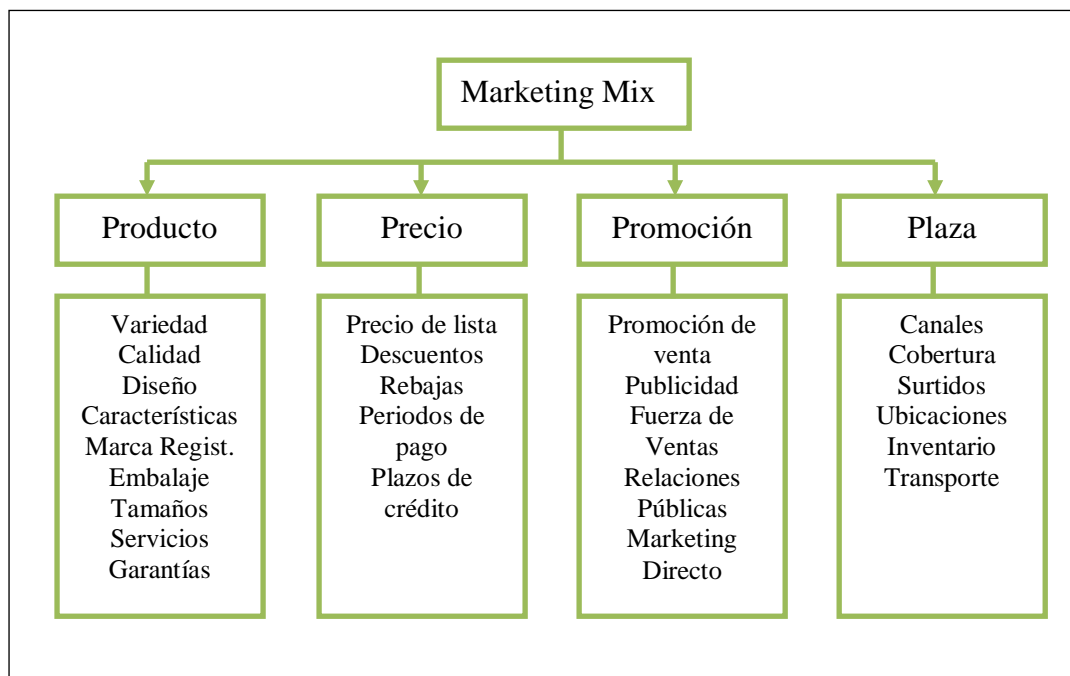 Marketing Mix
Producto
Precio
Promoción
Plaza
Variedad
Calidad
Diseño
Características
Marca Regist.
Embalaje
Tamaños
Servicios
Garantías
Precio de lista
Descuentos
Rebajas
Periodos de
pago
Plazos de
crédito
Promoción de
venta
Publicidad
Fuerza de
Ventas
Relaciones
Públicas
Marketing
Directo
Canales
Cobertura
Surtidos
Ubicaciones
Inventario
Transporte